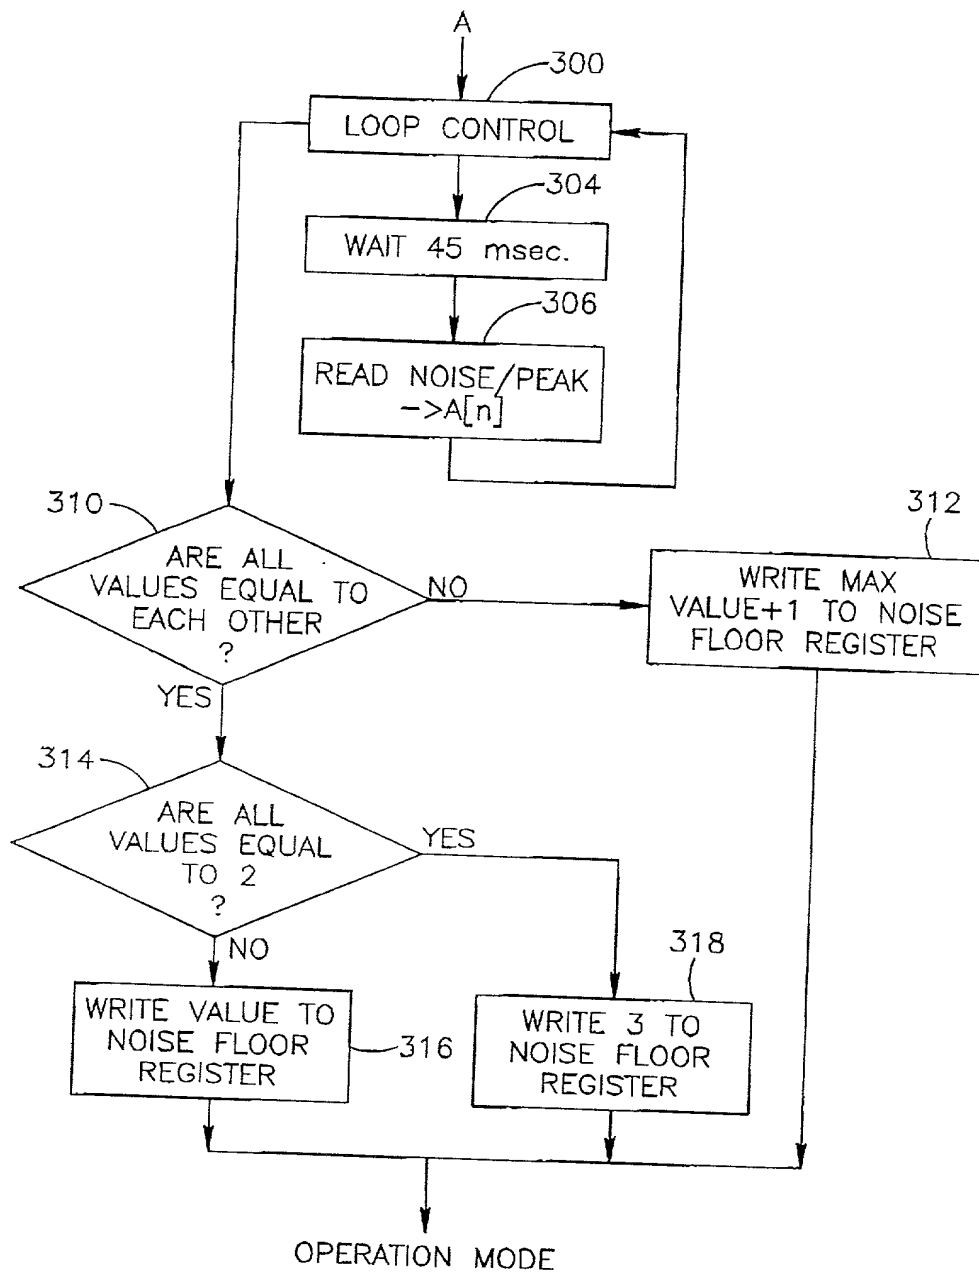 A
300
LOOP CONTROL
304
WAIT 45 msec.
306
READ NOISE/PEAK
->A[n]
310
ARE ALL
VALUES EQUAL TO
EACH OTHER
?
NO
312
WRITE MAX
VALUE+1 TO NOISE
FLOOR REGISTER
YES
314
ARE ALL
VALUES EQUAL
TO 2
?
YES
NO
316
WRITE VALUE TO
NOISE FLOOR
REGISTER
318
WRITE 3 TO
NOISE FLOOR
REGISTER
OPERATION MODE